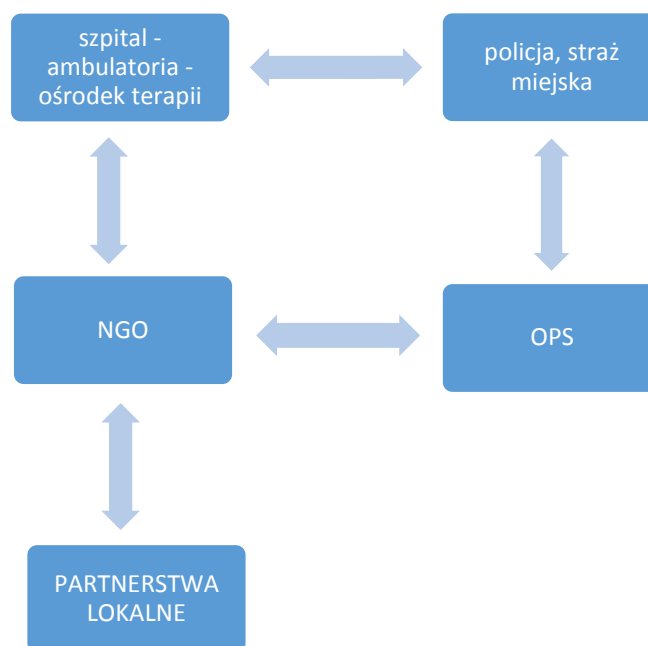 szpital -
ambulatoria -
ośrodek terapii
policja, straż
miejska
NGO
OPS
PARTNERSTWA
LOKALNE